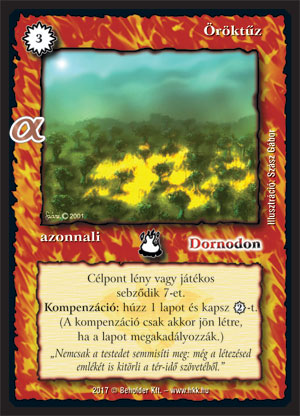 3
Öröktűz
α
Illusztráció: Szász Gábor
© 2001
azonnali
Dornodon
Célpont lény vagy játékos
sebződik 7-et.
Kompenzáció: húzz 1 lapot és kapsz 2-t.
(A kompenzáció csak akkor jön létre,
ha a lapot megakadályozzák.)
„Nemcsak a testedet semmisíti meg: még a létezésed
emlékét is kitörli a tér-idő szövetéből.”
2017 © Beholder Kft. – www.hkk.hu